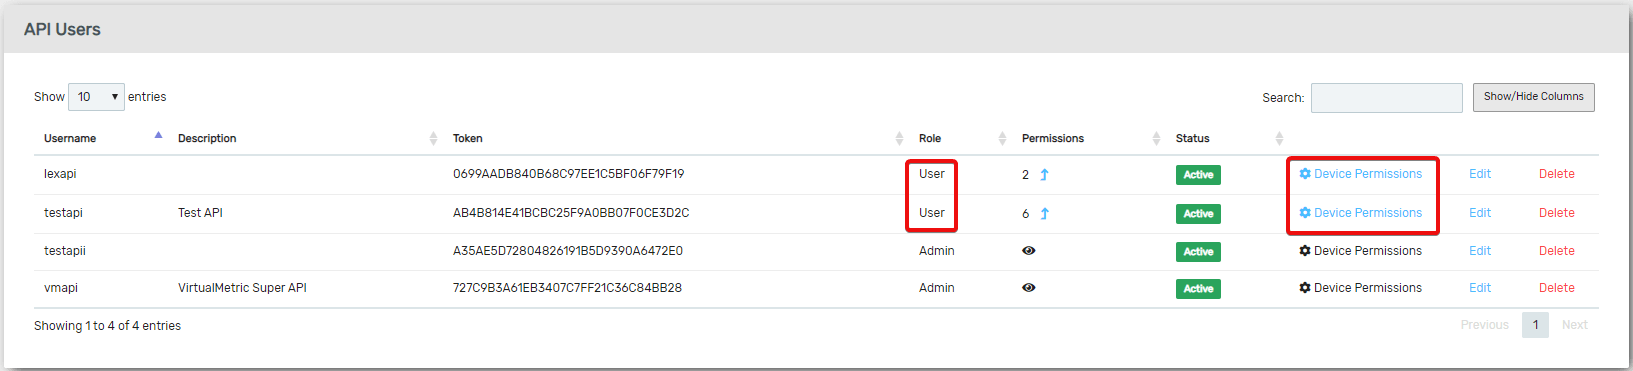 API Users
Show 10 entries Search: Show/Hide Columns
Username Description Token Role Permissions Status
lexapi 0699AADB840B68C97EE1C5BF06F79F19 User 2 Active Device Permissions Edit Delete
testapi Test API AB4B814E41BCBC25F9A0BB07F0CE3D2C User 6 Active Device Permissions Edit Delete
testapii A35AE5D72804826191B5D9390A6472E0 Admin Active Device Permissions Edit Delete
vmapi VirtualMetric Super API 727C9B3A61EB3407C7FF21C36C84BB28 Admin Active Device Permissions Edit Delete
Showing 1 to 4 of 4 entries Previous 1 Next